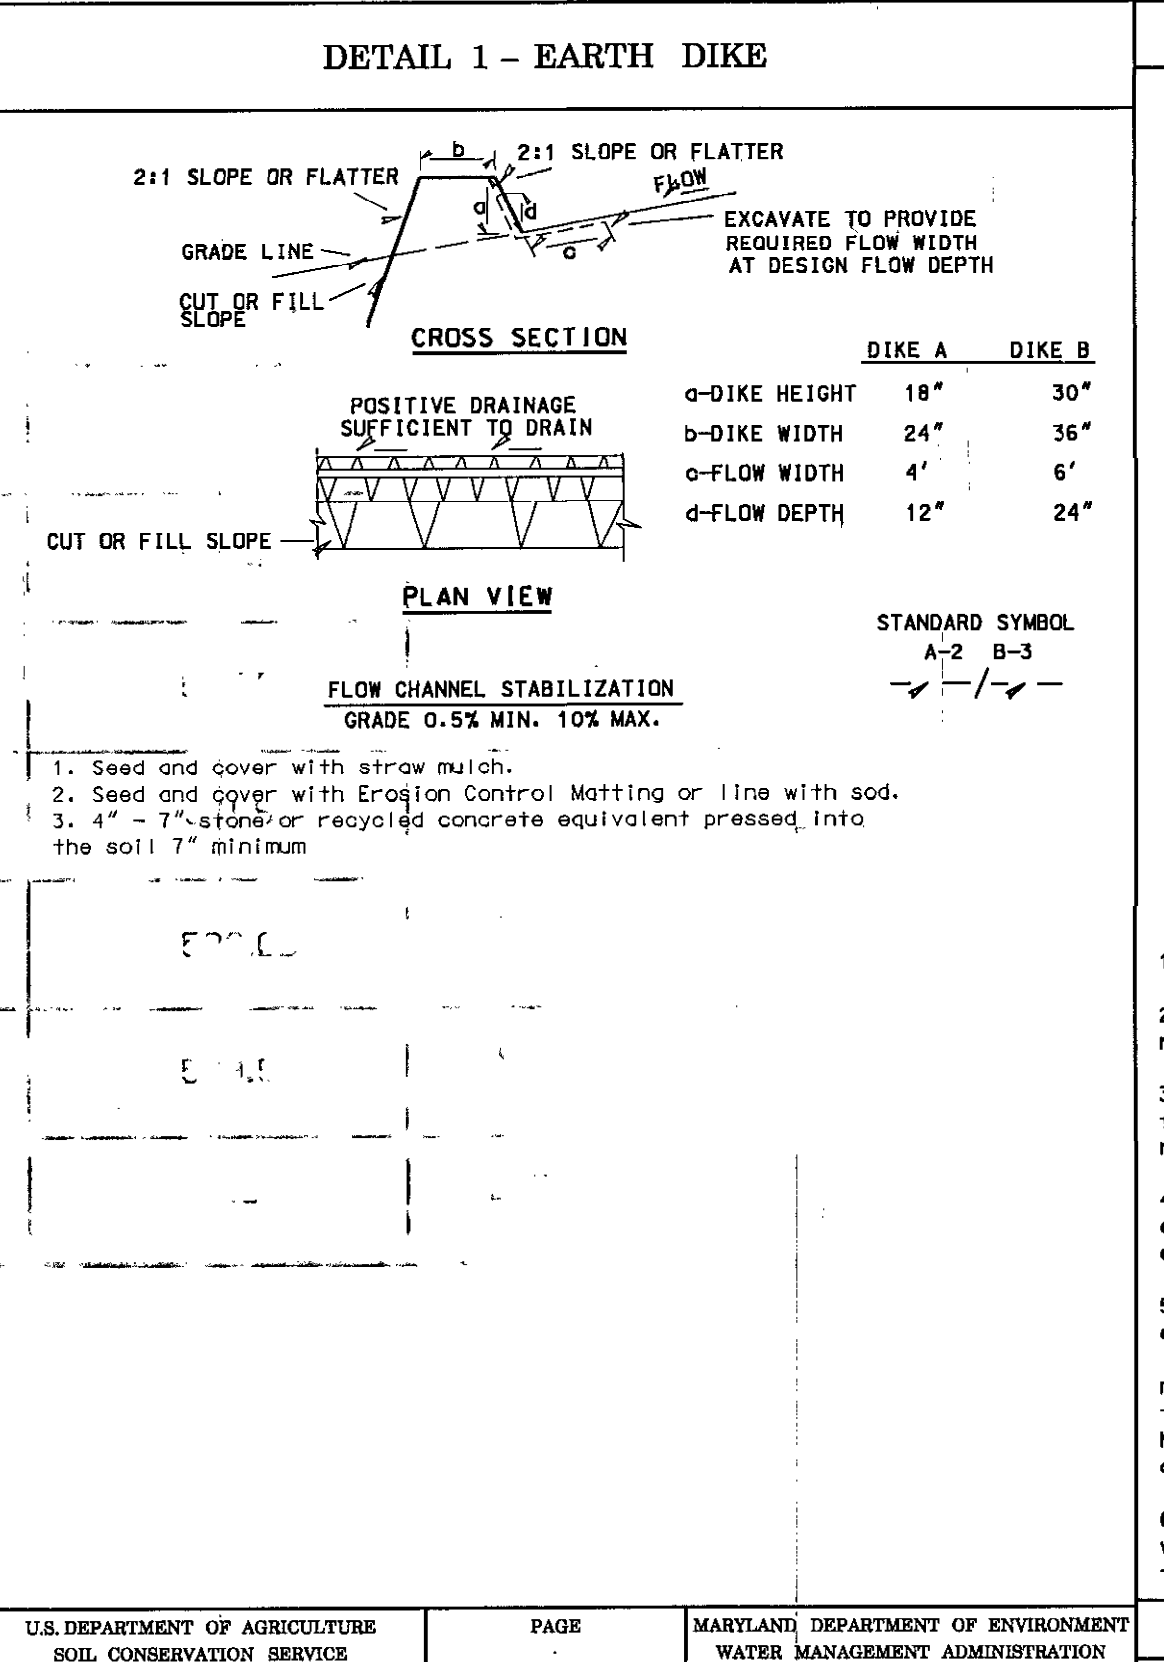 DETAIL 1 - EARTH DIKE
b
2:1 SLOPE OR FLATTER
2:1 SLOPE OR FLATTER
FLOW
a
d
EXCAVATE TO PROVIDE
REQUIRED FLOW WIDTH
AT DESIGN FLOW DEPTH
GRADE LINE
c
CUT OR FILL
SLOPE
CROSS SECTION
DIKE A DIKE B
a-DIKE HEIGHT 18" 30"
b-DIKE WIDTH 24" 36"
c-FLOW WIDTH 4' 6'
d-FLOW DEPTH 12" 24"
POSITIVE DRAINAGE
SUFFICIENT TO DRAIN
CUT OR FILL SLOPE
PLAN VIEW
STANDARD SYMBOL
A-2 B-3
FLOW CHANNEL STABILIZATION
GRADE 0.5% MIN. 10% MAX.
1. Seed and cover with straw mulch.
2. Seed and cover with Erosion Control Matting or line with sod.
3. 4" - 7" stone or recycled concrete equivalent pressed into
the soil 7" minimum
U.S. DEPARTMENT OF AGRICULTURE
SOIL CONSERVATION SERVICE
PAGE
MARYLAND DEPARTMENT OF ENVIRONMENT
WATER MANAGEMENT ADMINISTRATION